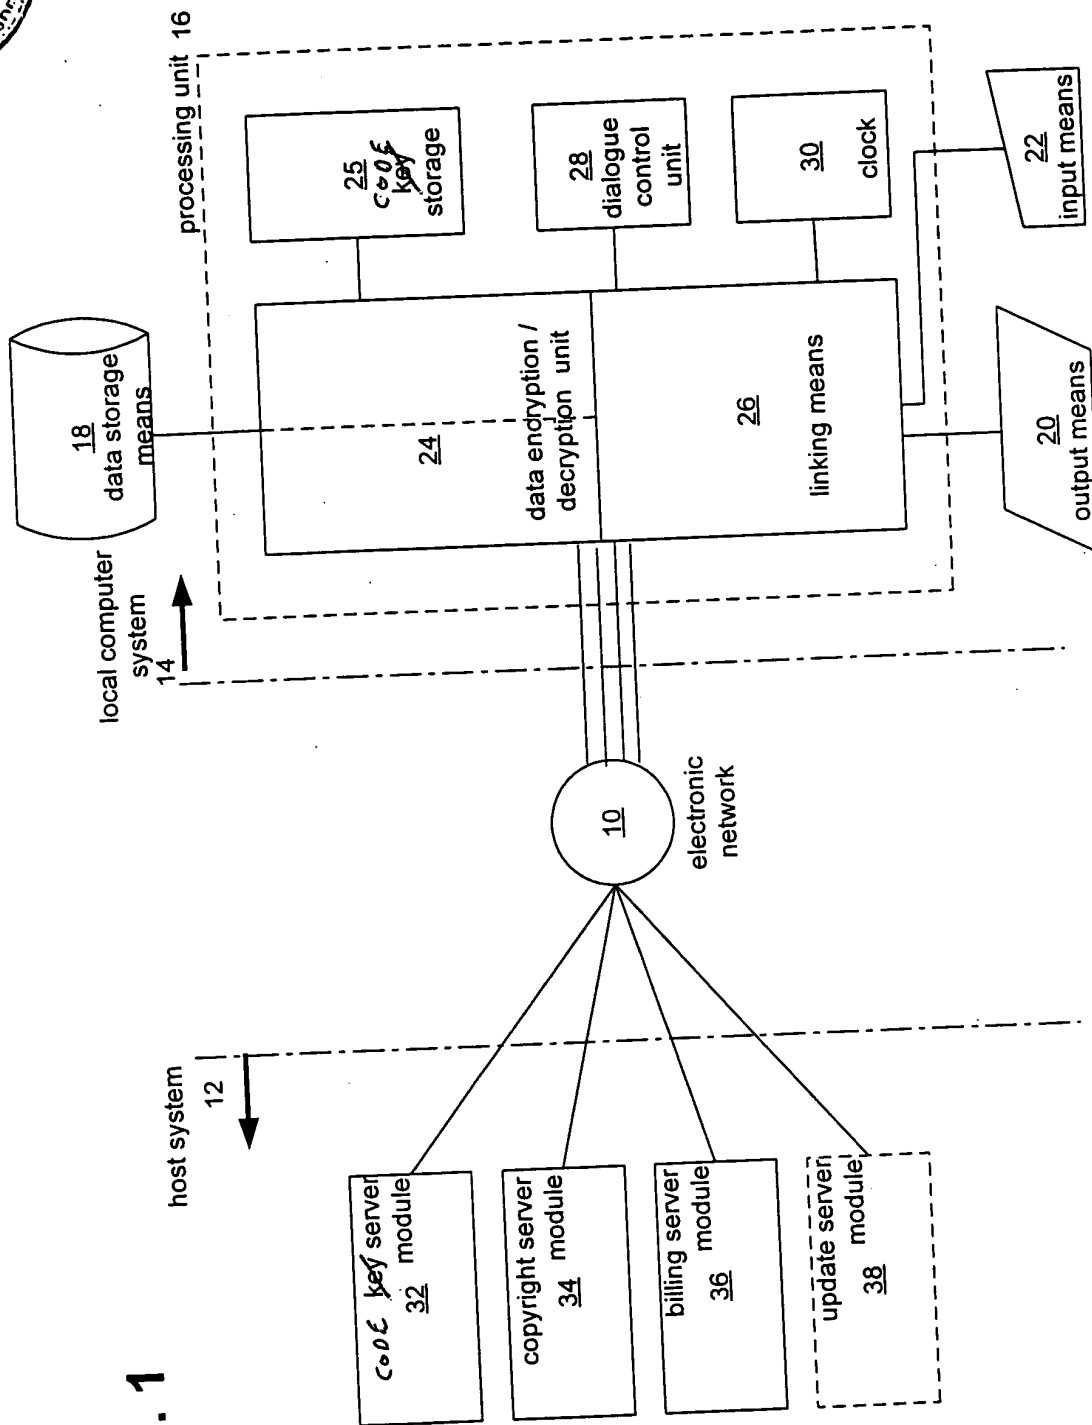 . 1
host system
12
local computer
system
14
processing unit 16
18
data storage
means
25
CODE
key
storage
28
dialogue
control
unit
30
clock
24
data endryption /
decryption unit
26
linking means
22
input means
20
output means
10
electronic
network
CODE key server
module
32
copyright server
module
34
billing server
module
36
update server
module
38